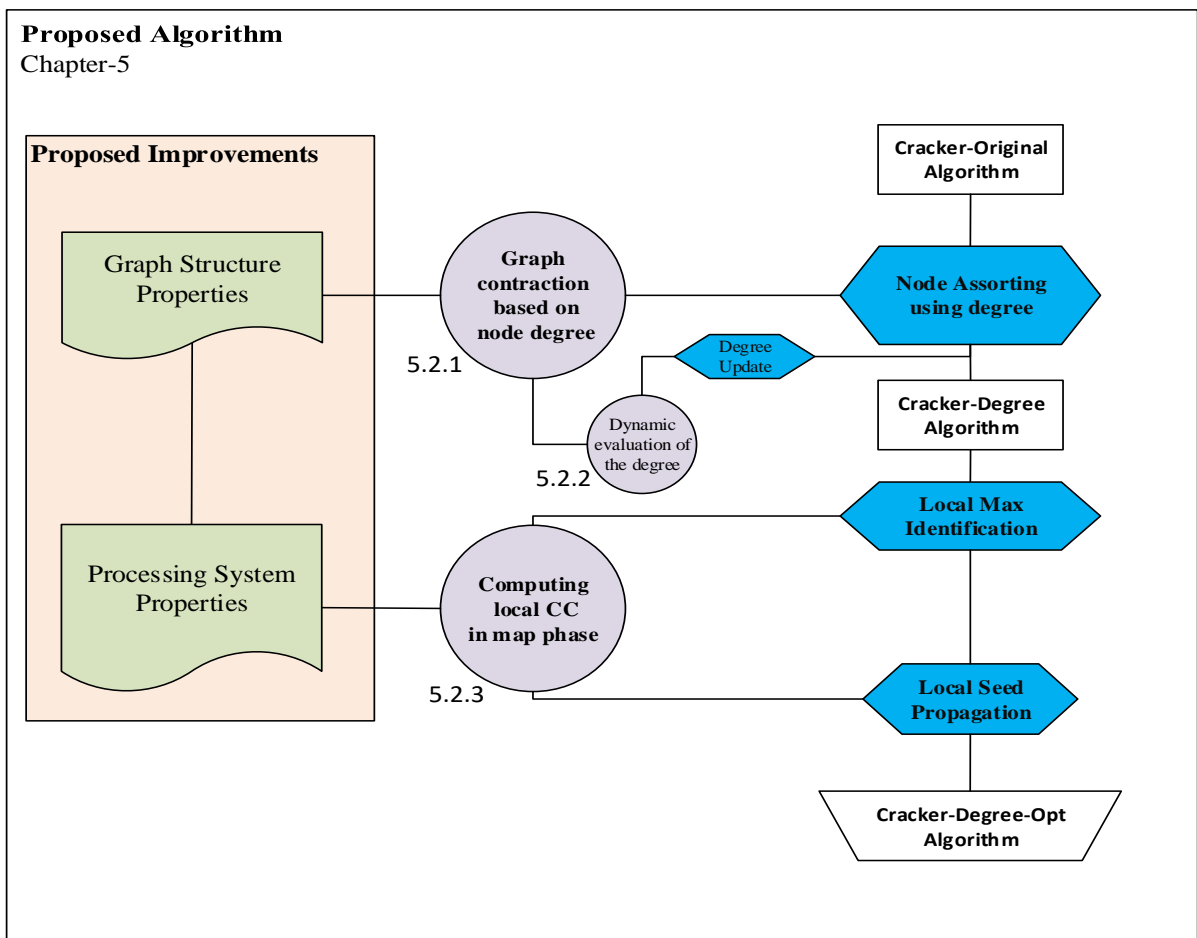 Proposed Algorithm
Chapter-5
Proposed Improvements
Graph Structure
Properties
Processing System
Properties
Graph
contraction
based on
node degree
5.2.1
Dynamic
evaluation of
the degree
5.2.2
Degree
Update
Computing
local CC
in map phase
5.2.3
Cracker-Original
Algorithm
Node Assorting
using degree
Cracker-Degree
Algorithm
Local Max
Identification
Local Seed
Propagation
Cracker-Degree-Opt
Algorithm